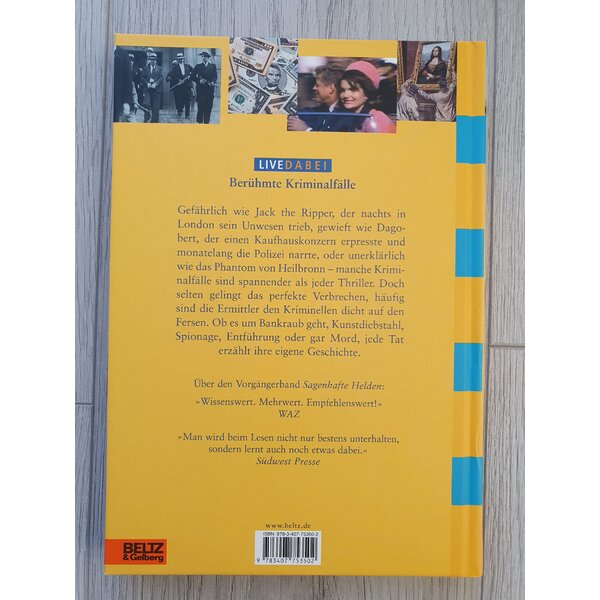 LIVEDABEI
Berühmte Kriminalfälle
Gefährlich wie Jack the Ripper, der nachts in
London sein Unwesen trieb, gewieft wie Dago-
bert, der einen Kaufhauskonzern erpresste und
monatelang die Polizei narrte, oder unerklärlich
wie das Phantom von Heilbronn – manche Krimi-
nalfälle sind spannender als jeder Thriller. Doch
selten gelingt das perfekte Verbrechen, häufig
sind die Ermittler den Kriminellen dicht auf den
Fersen. Ob es um Bankraub geht, Kunstdiebstahl,
Spionage, Entführung oder gar Mord, jede Tat
erzählt ihre eigene Geschichte.
Über den Vorgängerband Sagenhafte Helden:
»Wissenswert. Mehrwert. Empfehlenswert!«
WAZ
»Man wird beim Lesen nicht nur bestens unterhalten,
sondern lernt auch noch etwas dabei.«
Südwest Presse
www.beltz.de
ISBN 978-3-407-75350-2
9 783407 753502
BELTZ
& Gelberg